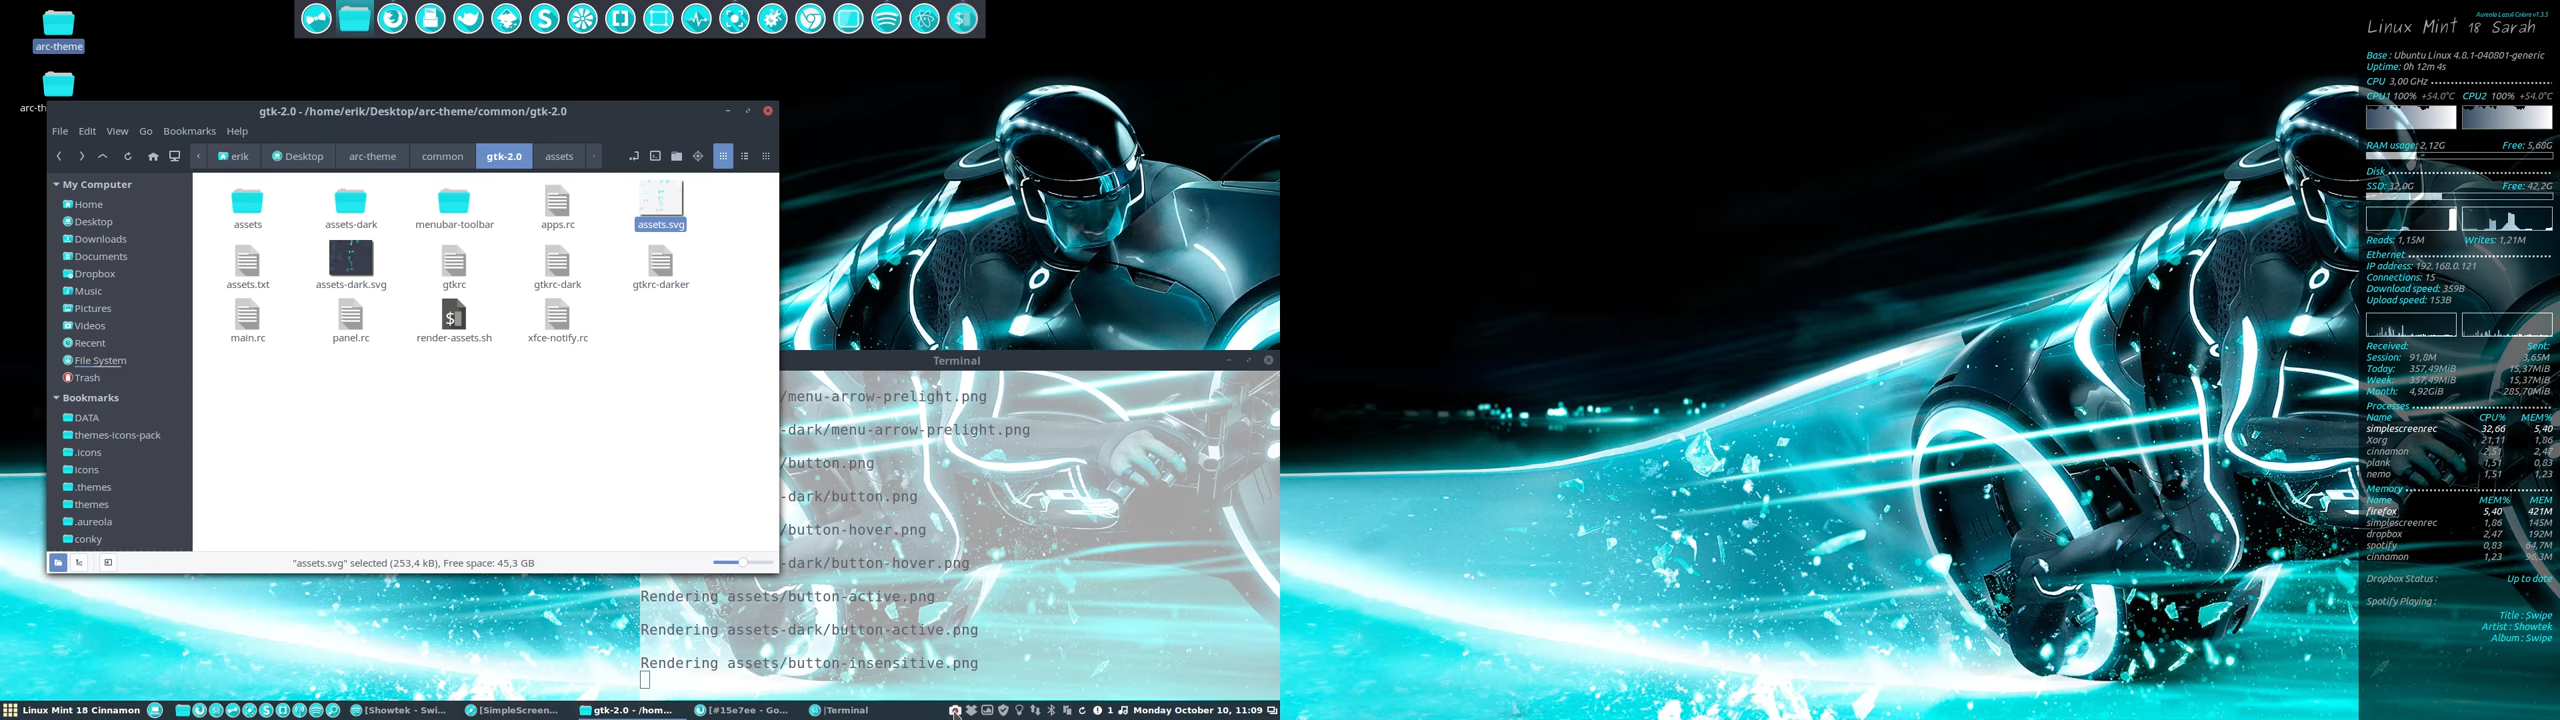 arc-theme
arc-th
gtk-2.0 - /home/erik/Desktop/arc-theme/common/gtk-2.0
File Edit View Go Bookmarks Help
erik Desktop arc-theme common gtk-2.0 assets
My Computer
Home
Desktop
Downloads
Documents
Dropbox
Music
Pictures
Videos
Recent
File System
Trash
Bookmarks
DATA
themes-icons-pack
.icons
icons
.themes
themes
.aureola
conky
assets assets-dark menubar-toolbar apps.rc assets.svg
assets.txt assets-dark.svg gtkrc gtkrc-dark gtkrc-darker
main.rc panel.rc render-assets.sh xfce-notify.rc
"assets.svg" selected (253,4 kB), Free space: 45,3 GB
Terminal
/menu-arrow-prelight.png
-dark/menu-arrow-prelight.png
/button.png
-dark/button.png
/button-hover.png
-dark/button-hover.png
Rendering assets/button-active.png
Rendering assets-dark/button-active.png
Rendering assets/button-insensitive.png
Linux Mint 18 Cinnamon [Showtek - Swi... [SimpleScreen... gtk-2.0 - /hom... [#15e7ee - Go... |Terminal 1 Monday October 10, 11:09
Aureola Lazuli Colora v1.3.5
Linux Mint 18 Sarah
Base : Ubuntu Linux 4.8.1-040801-generic
Uptime: 0h 12m 4s
CPU 3,00 GHz
CPU1 100% +54.0°C CPU2 100% +54.0°C
RAM usage: 2,12G Free: 5,68G
Disk
SSD: 32,0G Free: 42,2G
Reads: 1,15M Writes: 1,21M
Ethernet
IP address: 192.168.0.121
Connections: 15
Download speed: 359B
Upload speed: 153B
Received: Sent:
Session: 91,8M 3,65M
Today: 357,49MiB 15,37MiB
Week: 357,49MiB 15,37MiB
Month: 4,92GiB 285,70MiB
Processes
Name CPU% MEM%
simplescreenrec 32,66 5,40
Xorg 21,11 1,86
cinnamon 2,51 2,47
plank 1,51 0,83
nemo 1,51 1,23
Memory
Name MEM% MEM
firefox 5,40 421M
simplescreenrec 1,86 145M
dropbox 2,47 192M
spotify 0,83 64,7M
cinnamon 1,23 96,3M
Dropbox Status : Up to date
Spotify Playing :
Title : Swipe
Artist : Showtek
Album : Swipe